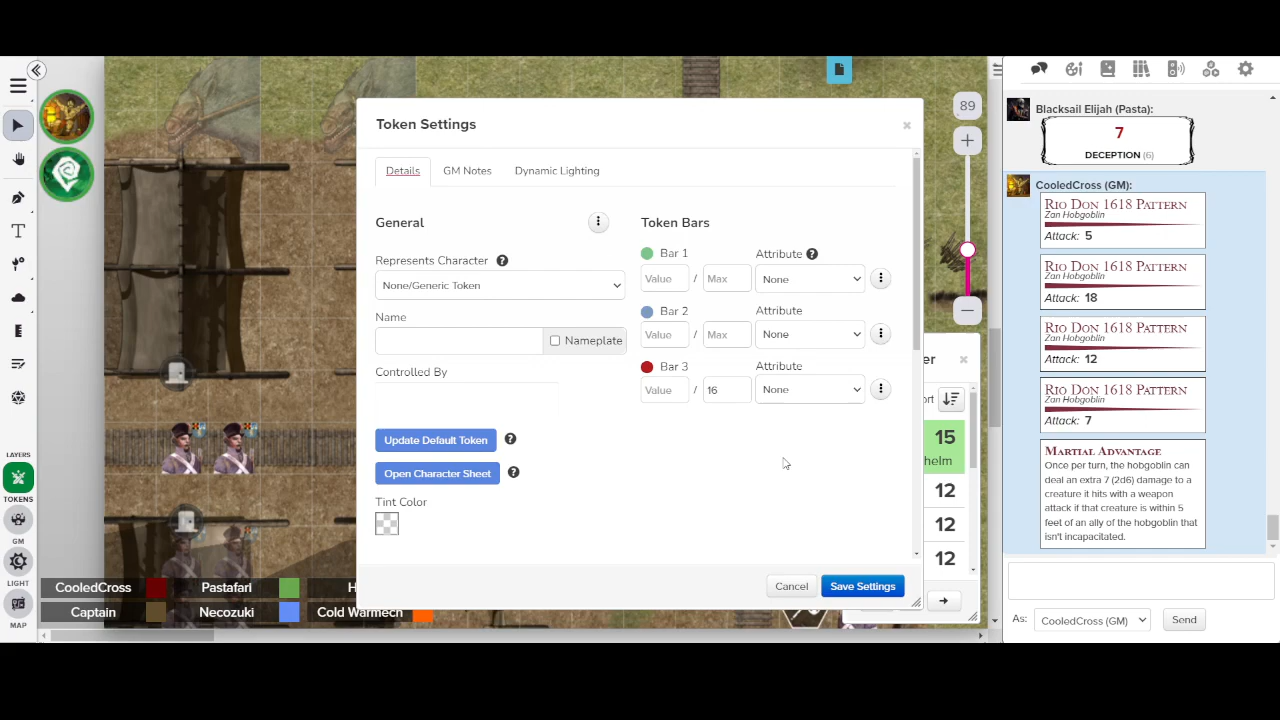 LAYERS
TOKENS
GM
LIGHT
MAP
Token Settings
Details
GM Notes
Dynamic Lighting
General
Represents Character
None/Generic Token
Name
Nameplate
Controlled By
Update Default Token
Open Character Sheet
Tint Color
Token Bars
Bar 1
Attribute
Value / Max
None
Bar 2
Attribute
Value / Max
None
Bar 3
Attribute
Value / 16
None
Cancel
Save Settings
89
er
ort
15
helm
12
12
12
CooledCross
Pastafari
H
Captain
Necozuki
Cold Warmech
Blacksail Elijah (Pasta):
7
DECEPTION (6)
CooledCross (GM):
Rio Don 1618 Pattern
Zan Hobgoblin
Attack: 5
Rio Don 1618 Pattern
Zan Hobgoblin
Attack: 18
Rio Don 1618 Pattern
Zan Hobgoblin
Attack: 12
Rio Don 1618 Pattern
Zan Hobgoblin
Attack: 7
Martial Advantage
Once per turn, the hobgoblin can
deal an extra 7 (2d6) damage to a
creature it hits with a weapon
attack if that creature is within 5
feet of an ally of the hobgoblin that
isn't incapacitated.
As:
CooledCross (GM)
Send